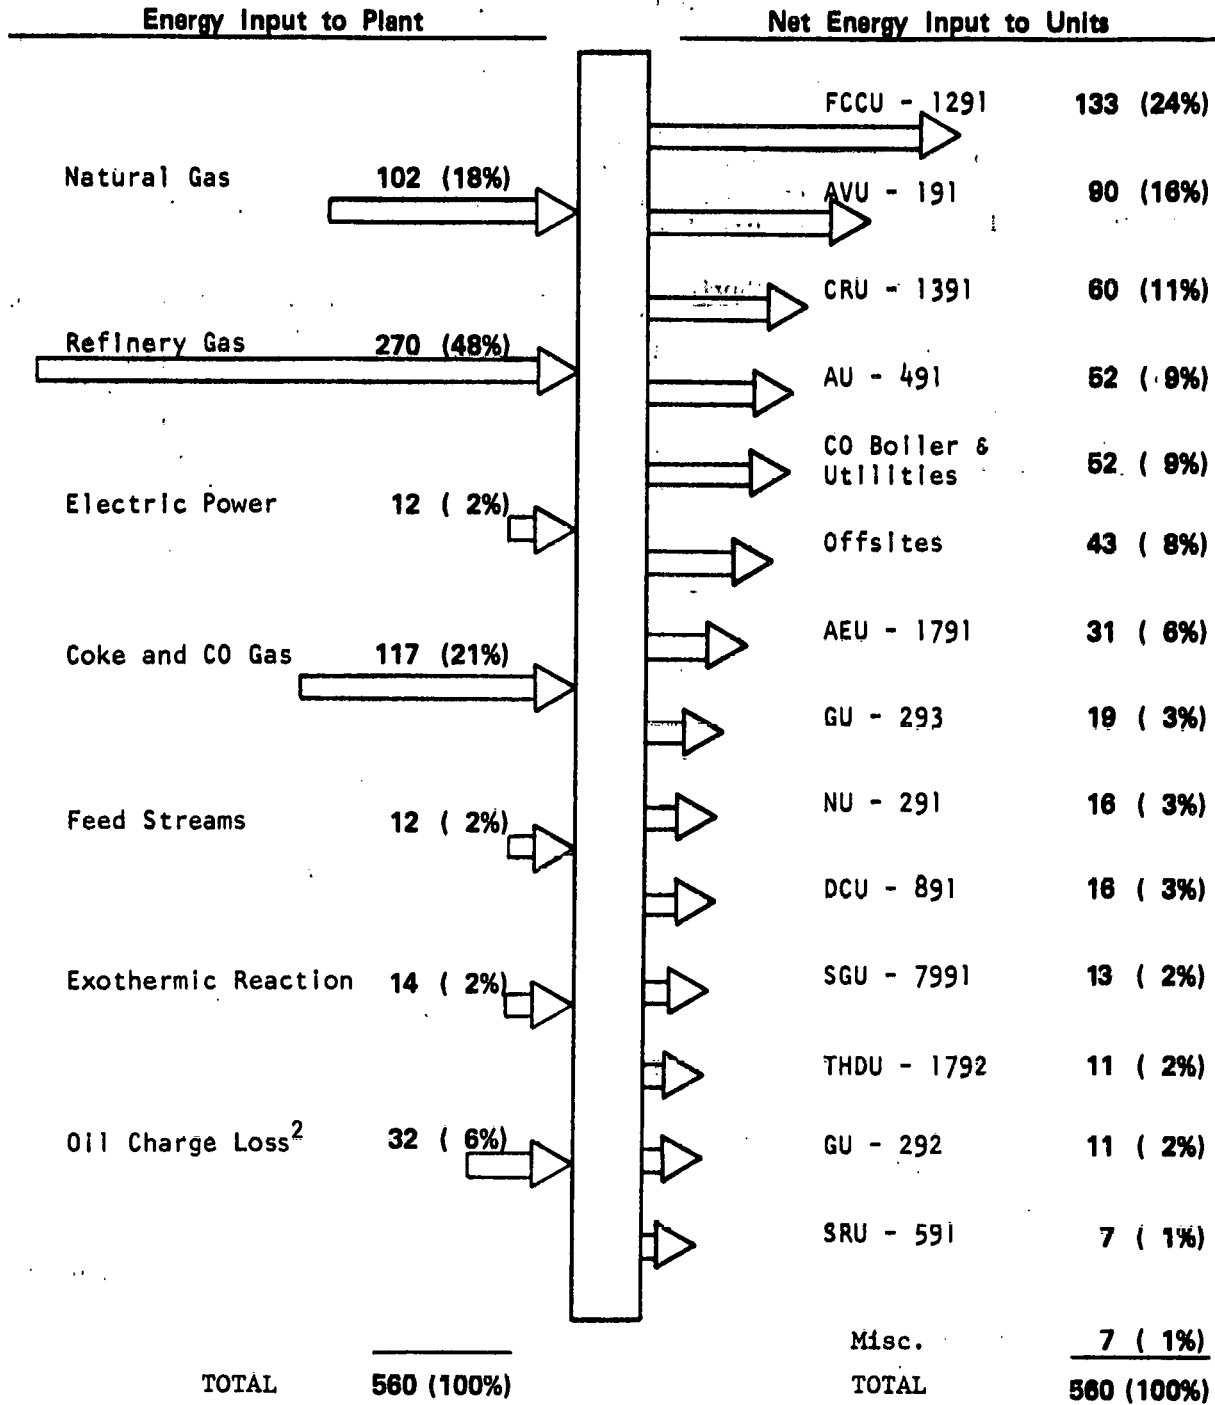 Energy Input to Plant
Natural Gas 102 (18%)
Refinery Gas 270 (48%)
Electric Power 12 ( 2%)
Coke and CO Gas 117 (21%)
Feed Streams 12 ( 2%)
Exothermic Reaction 14 ( 2%)
Oil Charge Loss2 32 ( 6%)
TOTAL 560 (100%)
Net Energy Input to Units
FCCU - 1291 133 (24%)
AVU - 191 90 (16%)
CRU - 1391 60 (11%)
AU - 491 52 ( 9%)
CO Boiler &
Utilities 52 ( 9%)
Offsites 43 ( 8%)
AEU - 1791 31 ( 6%)
GU - 293 19 ( 3%)
NU - 291 16 ( 3%)
DCU - 891 16 ( 3%)
SGU - 7991 13 ( 2%)
THDU - 1792 11 ( 2%)
GU - 292 11 ( 2%)
SRU - 591 7 ( 1%)
Misc. 7 ( 1%)
TOTAL 560 (100%)